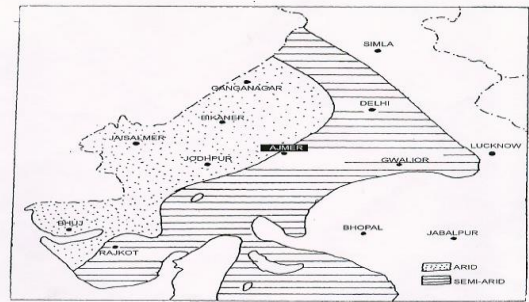 SIMLA
GANGANAGAR
DELHI
BIKANER
JAISALMER
AJMER
LUCKNOW
JODHPUR
GWALIOR
BHUJ
BHOPAL
JABALPUR
RAJKOT
ARID
SEMI-ARID